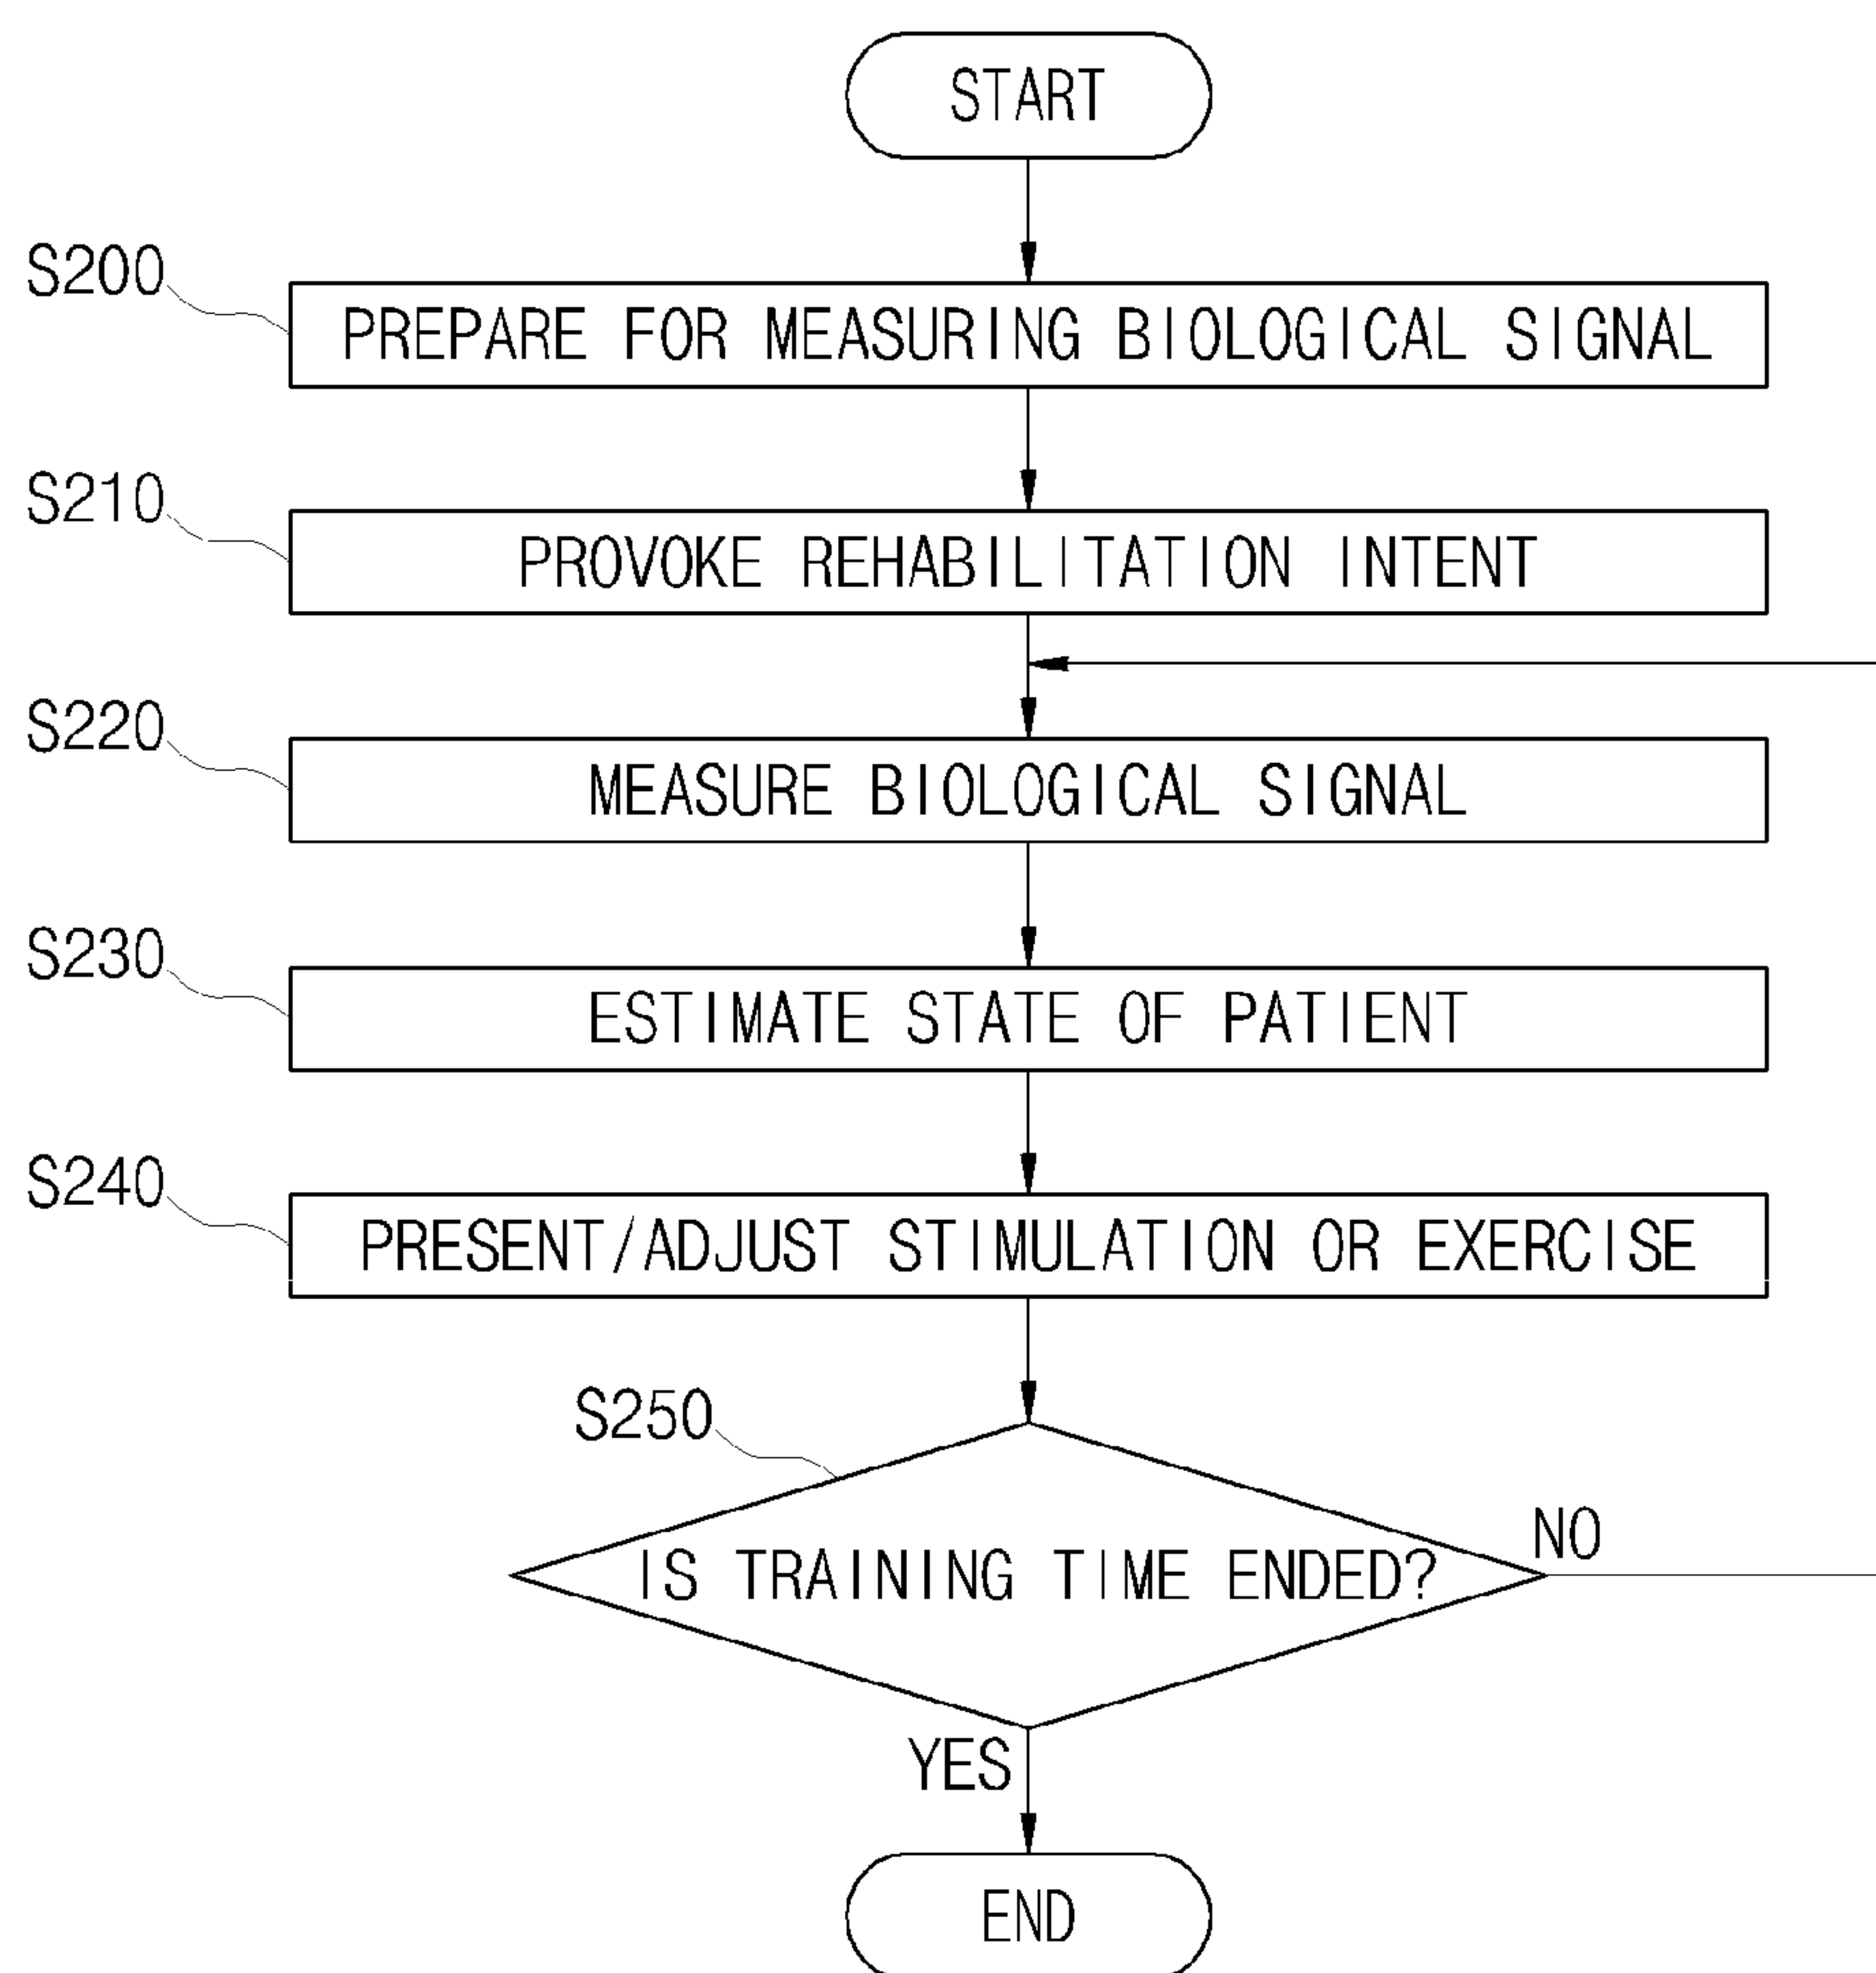 START
S200
PREPARE FOR MEASURING BIOLOGICAL SIGNAL
S210
PROVOKE REHABILITATION INTENT
S220
MEASURE BIOLOGICAL SIGNAL
S230
ESTIMATE STATE OF PATIENT
S240
PRESENT/ADJUST STIMULATION OR EXERCISE
S250
IS TRAINING TIME ENDED?
NO
YES
END